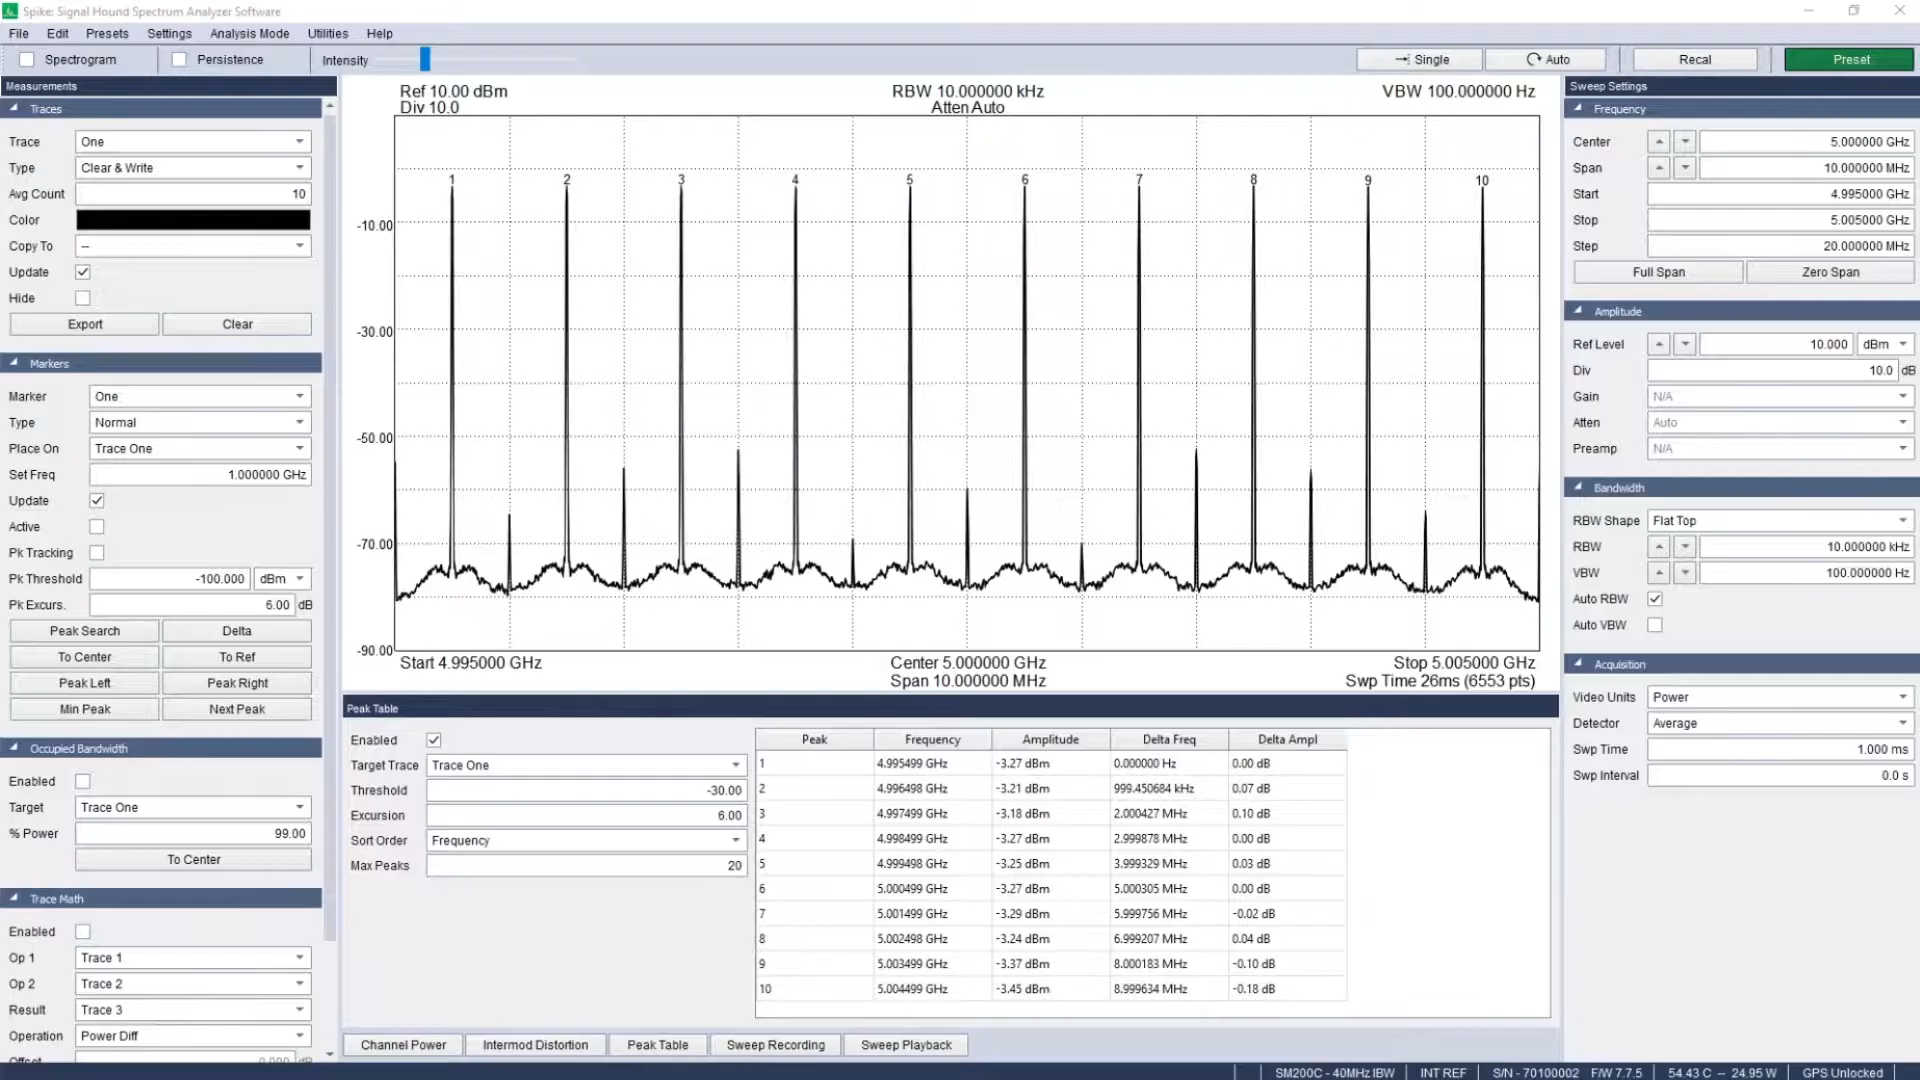 Spike: Signal Hound Spectrum Analyzer Software
File Edit Presets Settings Analysis Mode Utilities Help
Spectrogram Persistence Intensity Single Auto Recal Preset
Measurements
Traces
Trace One
Type Clear & Write
Avg Count 10
Color
Copy To --
Update
Hide
Export Clear
Markers
Marker One
Type Normal
Place On Trace One
Set Freq 1.000000 GHz
Update
Active
Pk Tracking
Pk Threshold -100.000 dBm
Pk Excurs. 6.00 dB
Peak Search Delta
To Center To Ref
Peak Left Peak Right
Min Peak Next Peak
Occupied Bandwidth
Enabled
Target Trace One
% Power 99.00
To Center
Trace Math
Enabled
Op 1 Trace 1
Op 2 Trace 2
Result Trace 3
Operation Power Diff
Offset 0.000 dB
Ref 10.00 dBm RBW 10.000000 kHz VBW 100.000000 Hz
Div 10.0 Atten Auto
1 2 3 4 5 6 7 8 9 10
-10.00
-30.00
-50.00
-70.00
-90.00
Start 4.995000 GHz Center 5.000000 GHz Stop 5.005000 GHz
Span 10.000000 MHz Swp Time 26ms (6553 pts)
Peak Table
Enabled
Target Trace Trace One
Threshold -30.00
Excursion 6.00
Sort Order Frequency
Max Peaks 20
Peak Frequency Amplitude Delta Freq Delta Ampl
1 4.995499 GHz -3.27 dBm 0.000000 Hz 0.00 dB
2 4.996498 GHz -3.21 dBm 999.450684 kHz 0.07 dB
3 4.997499 GHz -3.18 dBm 2.000427 MHz 0.10 dB
4 4.998499 GHz -3.27 dBm 2.999878 MHz 0.00 dB
5 4.999498 GHz -3.25 dBm 3.999329 MHz 0.03 dB
6 5.000499 GHz -3.27 dBm 5.000305 MHz 0.00 dB
7 5.001499 GHz -3.29 dBm 5.999756 MHz -0.02 dB
8 5.002498 GHz -3.24 dBm 6.999207 MHz 0.04 dB
9 5.003499 GHz -3.37 dBm 8.000183 MHz -0.10 dB
10 5.004499 GHz -3.45 dBm 8.999634 MHz -0.18 dB
Channel Power Intermod Distortion Peak Table Sweep Recording Sweep Playback
Sweep Settings
Frequency
Center 5.000000 GHz
Span 10.000000 MHz
Start 4.995000 GHz
Stop 5.005000 GHz
Step 20.000000 MHz
Full Span Zero Span
Amplitude
Ref Level 10.000 dBm
Div 10.0 dB
Gain N/A
Atten Auto
Preamp N/A
Bandwidth
RBW Shape Flat Top
RBW 10.000000 kHz
VBW 100.000000 Hz
Auto RBW
Auto VBW
Acquisition
Video Units Power
Detector Average
Swp Time 1.000 ms
Swp Interval 0.0 s
SM200C - 40MHz IBW INT REF S/N - 70100002 F/W 7.7.5 54.43 C -- 24.95 W GPS Unlocked